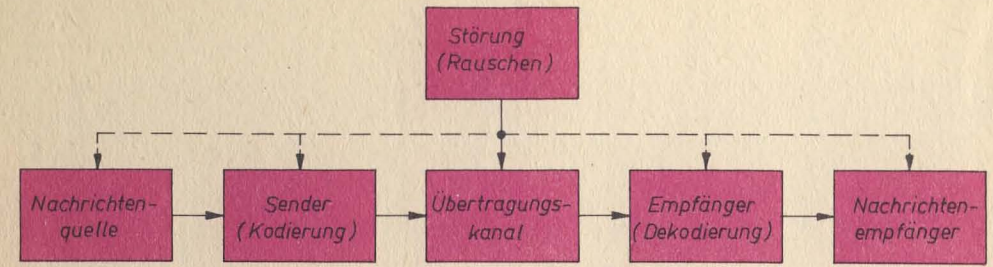 Störung
(Rauschen)
Nachrichten-
quelle
Sender
(Kodierung)
Übertragungs-
kanal
Empfänger
(Dekodierung)
Nachrichten-
empfänger